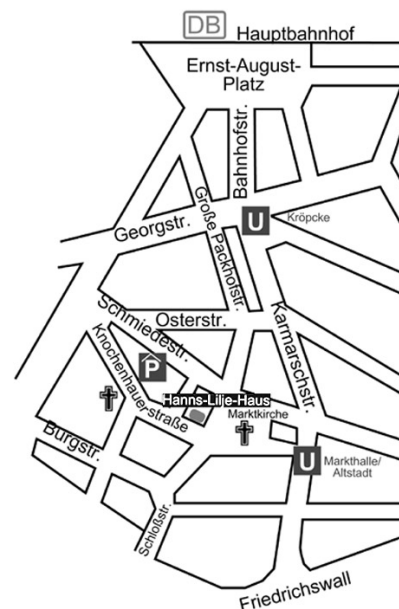 DB
Hauptbahnhof
Ernst-August-
Platz
Bahnhofstr.
Große Packhofstr.
U
Kröpcke
Georgstr.
Osterstr.
Schmiedestr.
Karmarschstr.
Knochenhauer-straße
P
Hanns-Lilje-Haus
Marktkirche
U
Markthalle/
Altstadt
Burgstr.
Schloßstr.
Friedrichswall